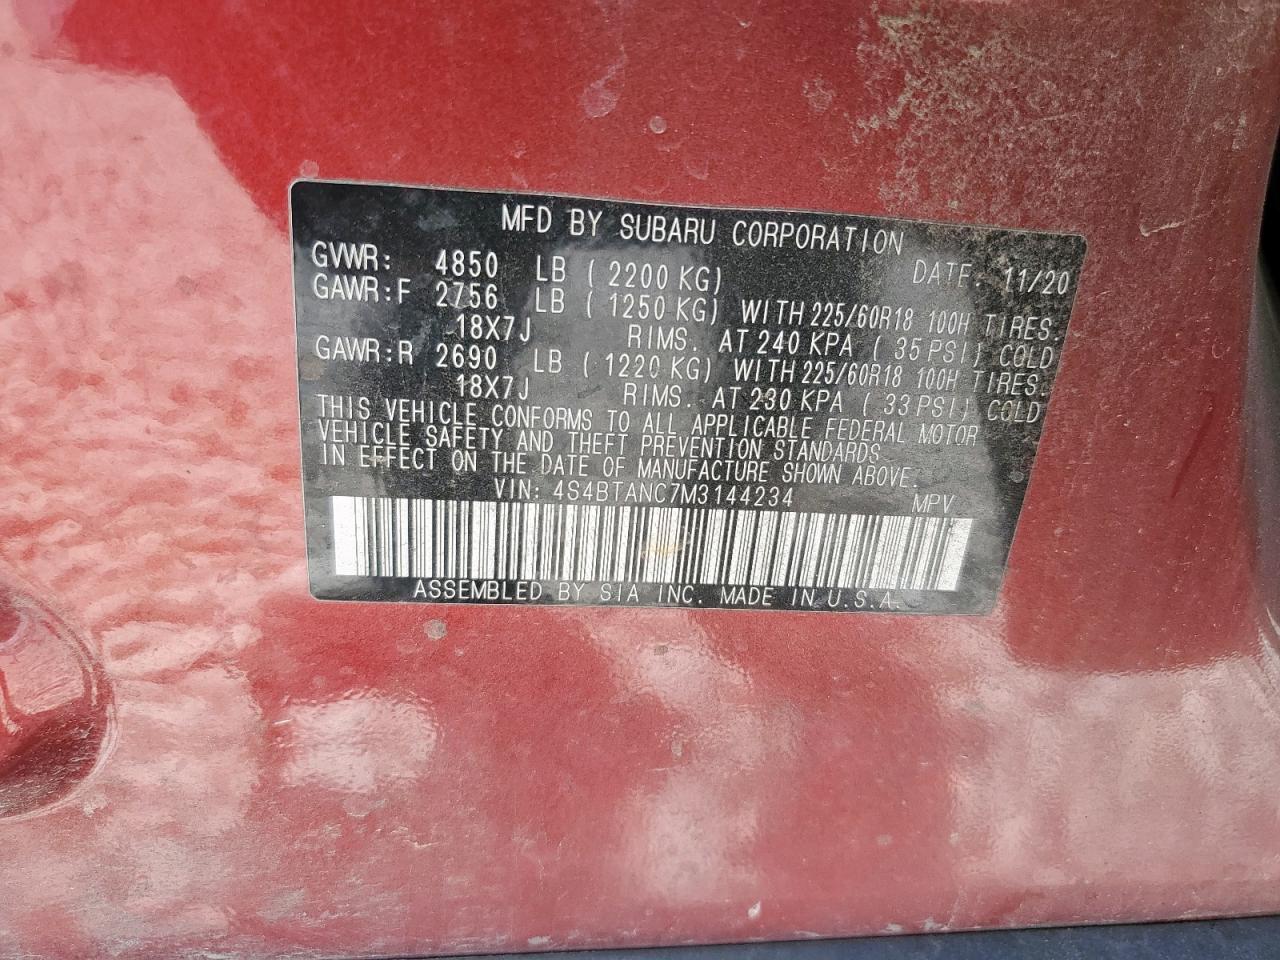 MFD BY SUBARU CORPORATION
GVWR: 4850 LB ( 2200 KG) DATE. 11/20
GAWR:F 2756 LB ( 1250 KG) WITH 225/60R18 100H TIRES.
18X7J RIMS. AT 240 KPA ( 35 PSI) COLD
GAWR:R 2690 LB ( 1220 KG) WITH 225/60R18 100H TIRES.
18X7J RIMS. AT 230 KPA ( 33 PSI) COLD
THIS VEHICLE CONFORMS TO ALL APPLICABLE FEDERAL MOTOR
VEHICLE SAFETY AND THEFT PREVENTION STANDARDS
IN EFFECT ON THE DATE OF MANUFACTURE SHOWN ABOVE.
VIN: 4S4BTANC7M3144234 MPV
ASSEMBLED BY SIA INC. MADE IN U.S.A.